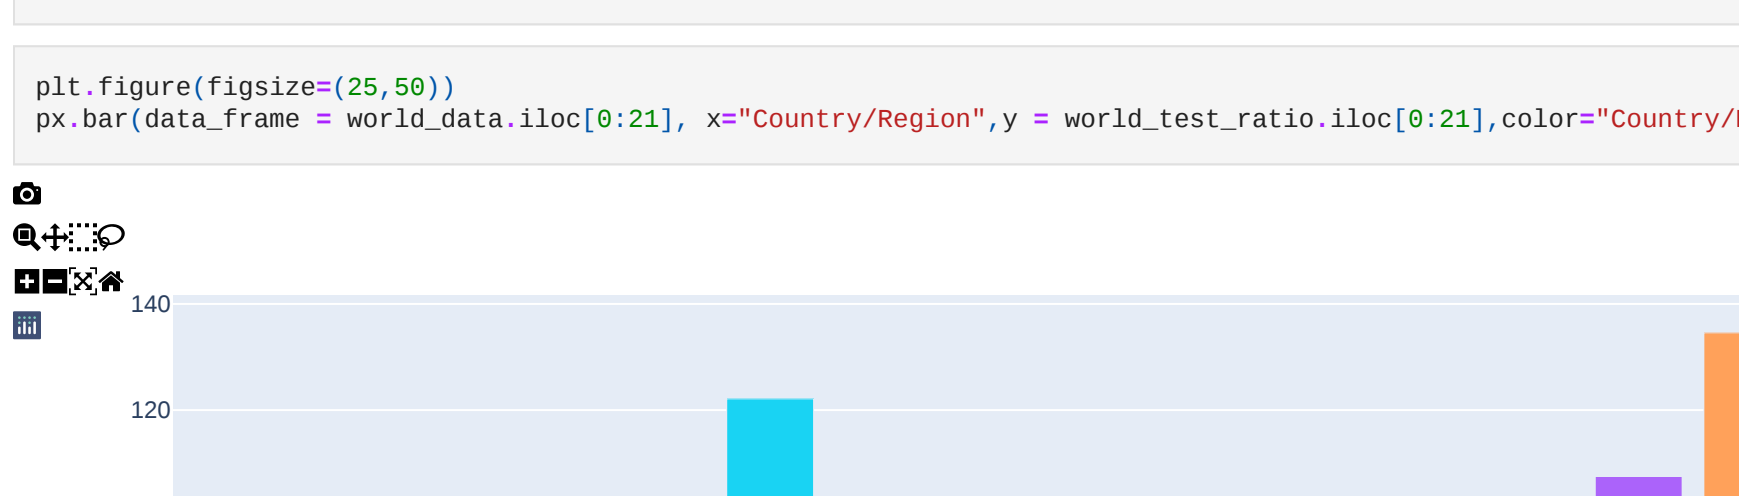 plt.figure(figsize=(25,50))
px.bar(data_frame = world_data.iloc[0:21], x="Country/Region",y = world_test_ratio.iloc[0:21],color="Country/
140
120